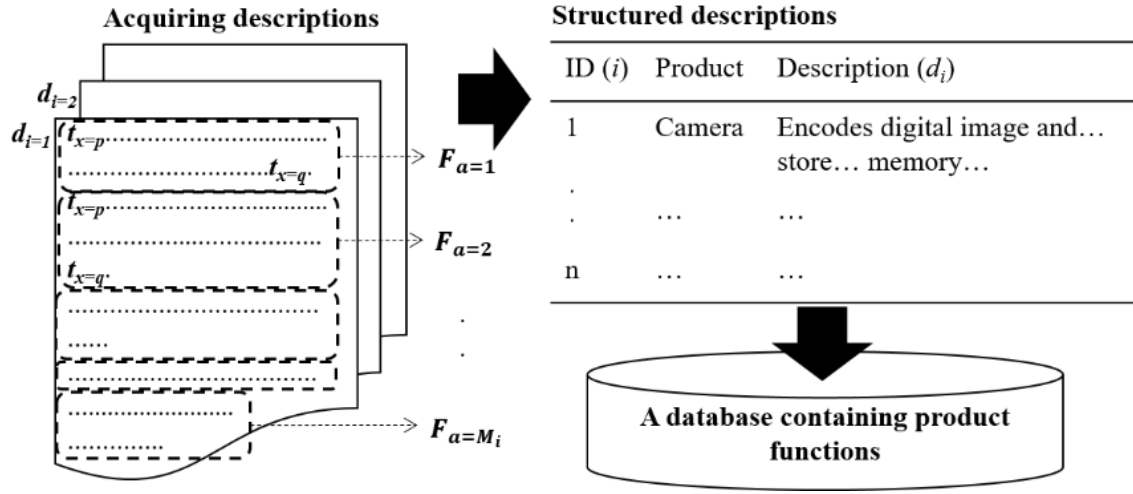 Acquiring descriptions
d_{i=2}
d_{i=1}
t_{x=p}
t_{x=q}.
F_{a=1}
t_{x=p}
F_{a=2}
t_{x=q}.
F_{a=M_i}
Structured descriptions
ID (i) Product Description (d_i)
1 Camera Encodes digital image and…
store… memory…
. … …
n … …
A database containing product
functions